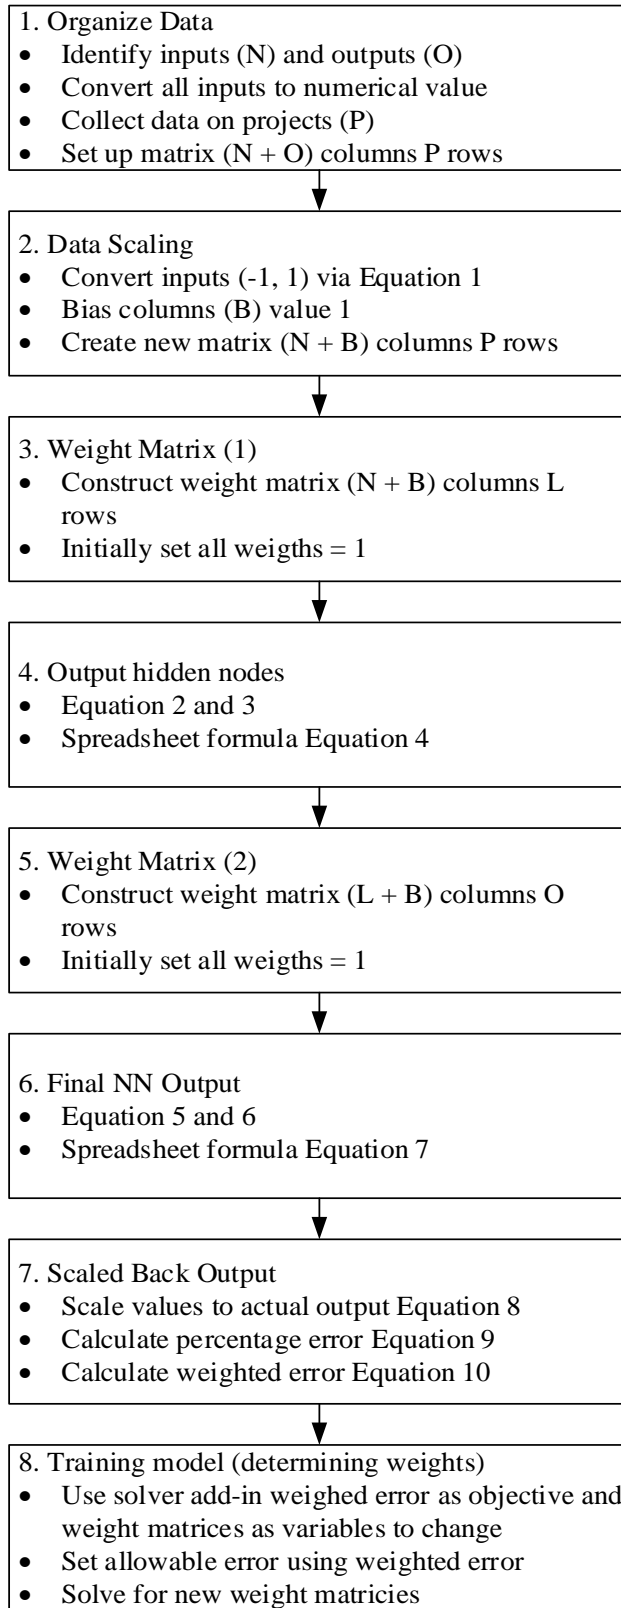 1. Organize Data
• Identify inputs (N) and outputs (O)
• Convert all inputs to numerical value
• Collect data on projects (P)
• Set up matrix (N + O) columns P rows
2. Data Scaling
• Convert inputs (-1, 1) via Equation 1
• Bias columns (B) value 1
• Create new matrix (N + B) columns P rows
3. Weight Matrix (1)
• Construct weight matrix (N + B) columns L
rows
• Initially set all weigths = 1
4. Output hidden nodes
• Equation 2 and 3
• Spreadsheet formula Equation 4
5. Weight Matrix (2)
• Construct weight matrix (L + B) columns O
rows
• Initially set all weigths = 1
6. Final NN Output
• Equation 5 and 6
• Spreadsheet formula Equation 7
7. Scaled Back Output
• Scale values to actual output Equation 8
• Calculate percentage error Equation 9
• Calculate weighted error Equation 10
8. Training model (determining weights)
• Use solver add-in weighed error as objective and
weight matrices as variables to change
• Set allowable error using weighted error
• Solve for new weight matricies